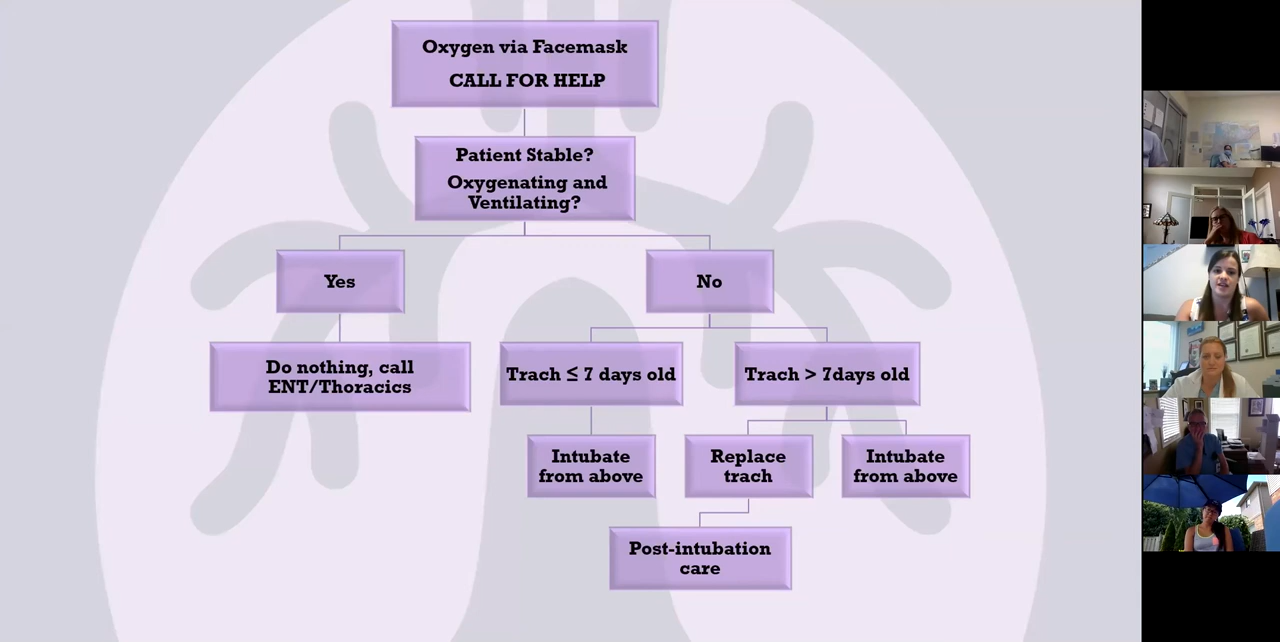 Oxygen via Facemask
CALL FOR HELP
Patient Stable?
Oxygenating and
Ventilating?
Yes
No
Do nothing, call
ENT/Thoracics
Trach ≤ 7 days old
Trach > 7days old
Intubate
from above
Replace
trach
Intubate
from above
Post-intubation
care